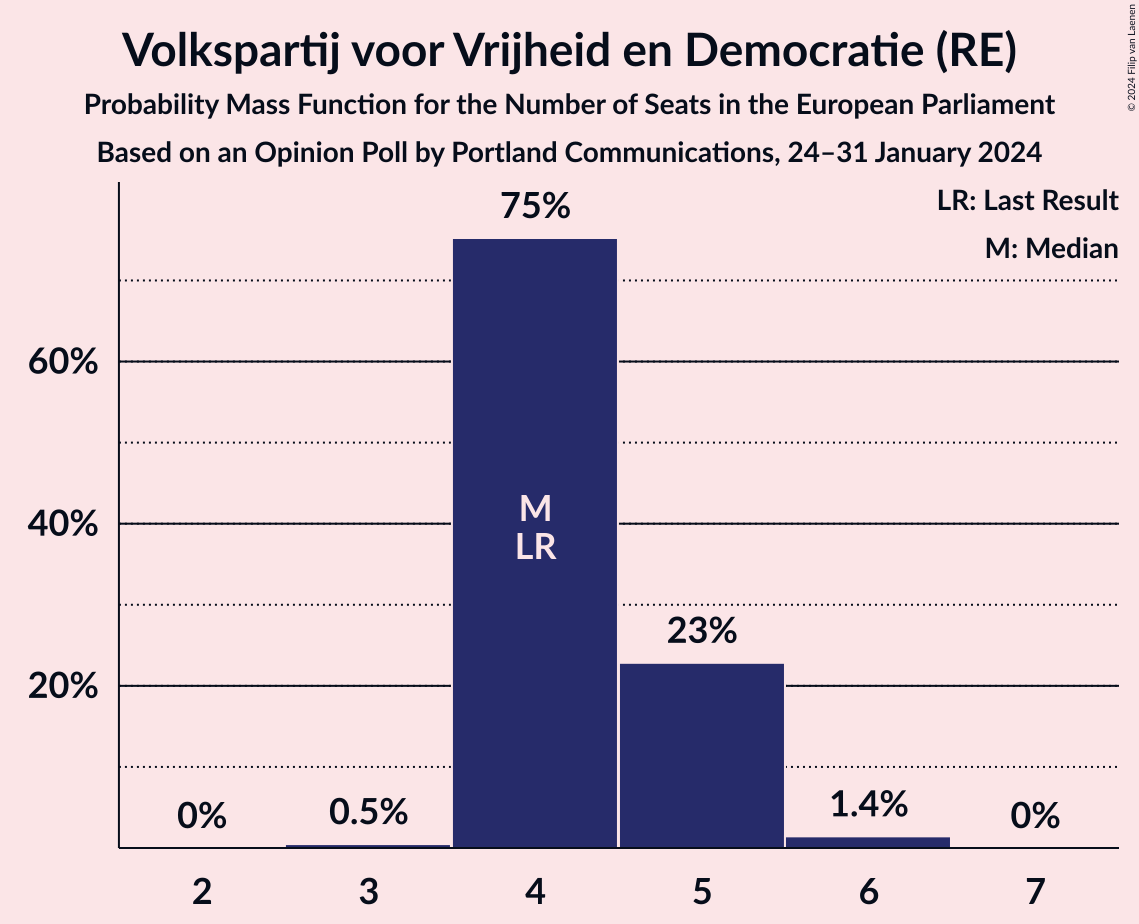 Volkspartij voor Vrijheid en Democratie (RE)
Probability Mass Function for the Number of Seats in the European Parliament
Based on an Opinion Poll by Portland Communications, 24–31 January 2024
© 2024 Filip van Laenen
LR: Last Result
M: Median
75%
60%
M
40%
LR
23%
20%
0%
0.5%
1.4%
0%
2
3
4
5
6
7